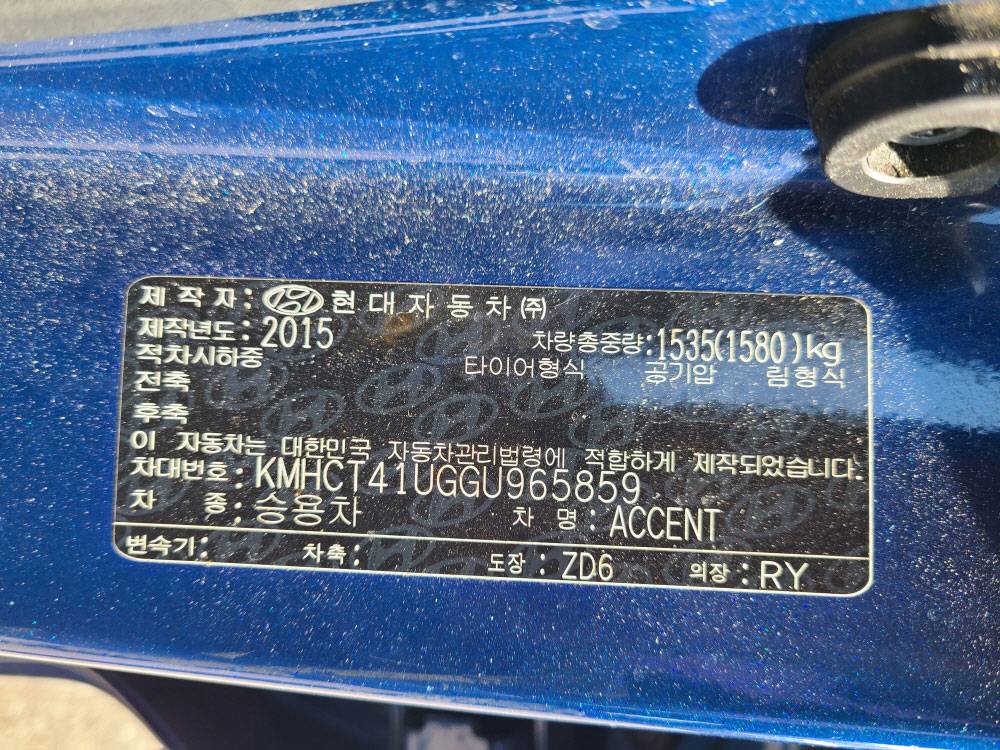 제 작 자 : 현 대 자 동 차 ㈜
제작년도 : 2015 차량총중량 : 1535(1580)kg
적차시하중 타이어형식 공기압 림형식
전축
후축
이 자동차는 대한민국 자동차관리법령에 적합하게 제작되었습니다.
차대번호 : KMHCT41UGGU965859
차 종 : 승용차 차 명 : ACCENT
변속기 : 차축 : 도장 : ZD6 의장 : RY